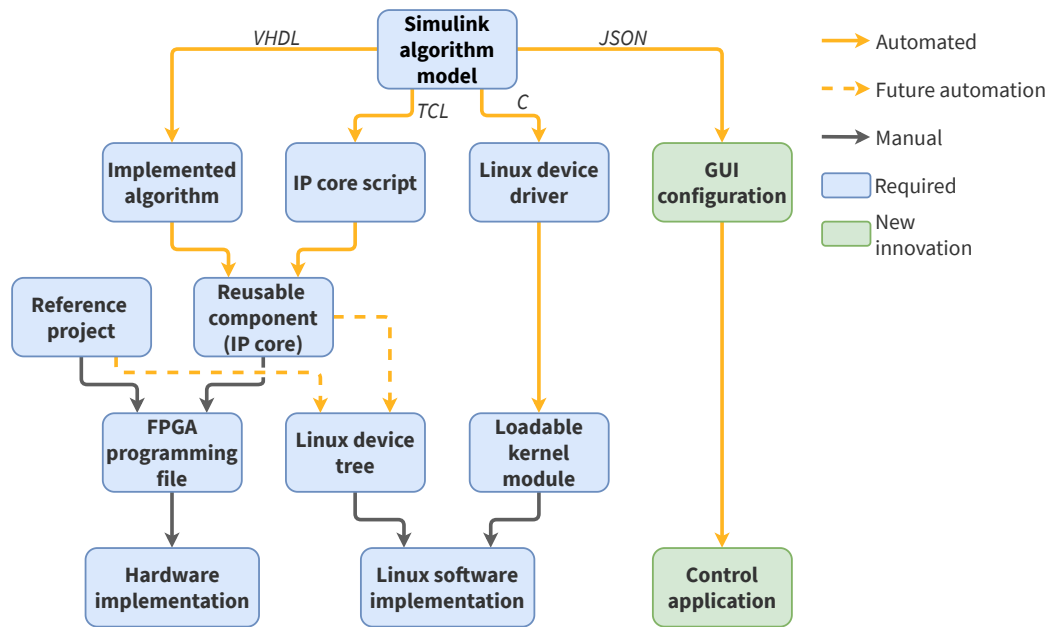 Simulink
algorithm
model
VHDL
JSON
TCL
C
Automated
Future automation
Manual
Required
New
innovation
Implemented
algorithm
IP core script
Linux device
driver
GUI
configuration
Reference
project
Reusable
component
(IP core)
FPGA
programming
file
Linux device
tree
Loadable
kernel
module
Hardware
implementation
Linux software
implementation
Control
application